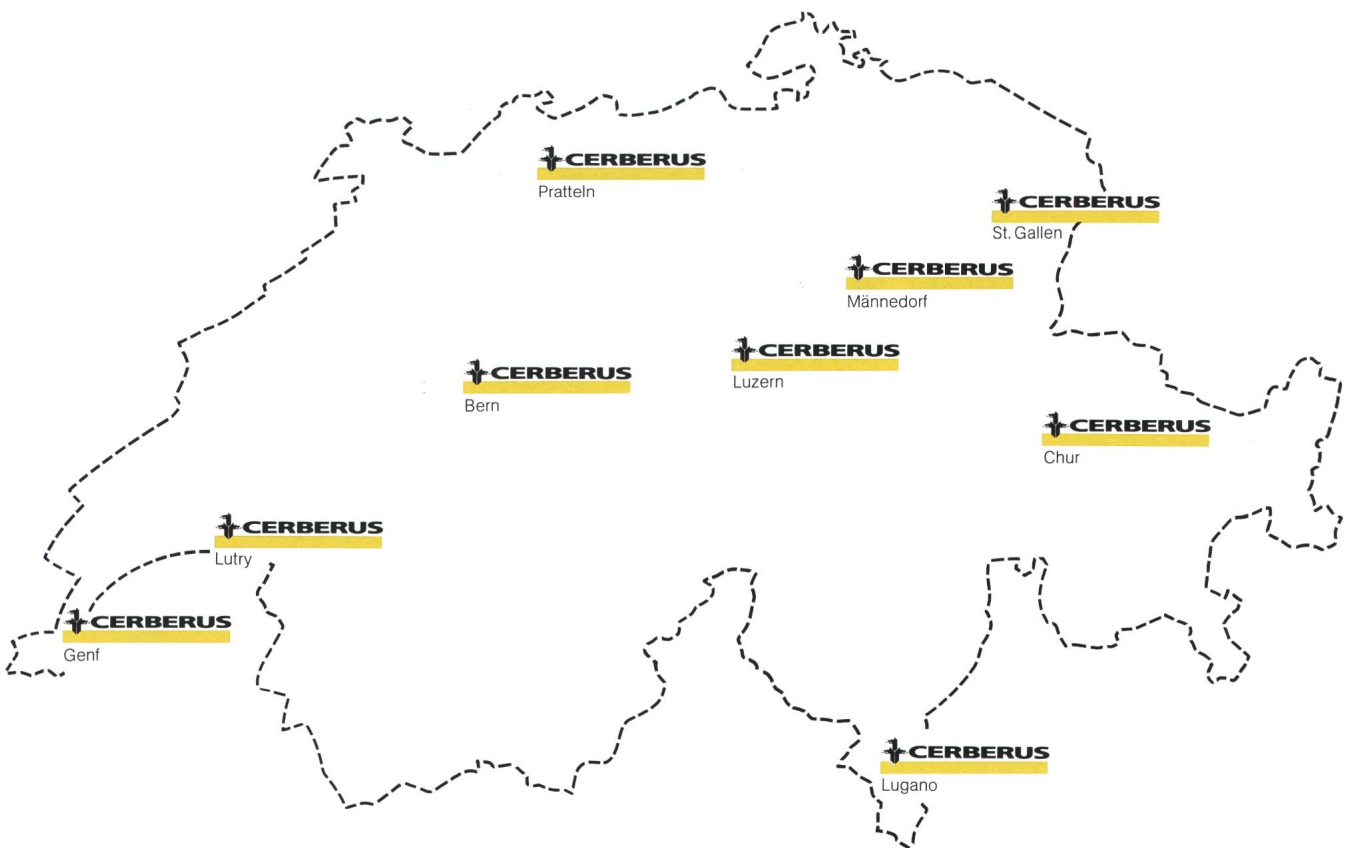 CERBERUS
Pratteln
CERBERUS
St. Gallen
CERBERUS
Männedorf
CERBERUS
Luzern
CERBERUS
Bern
CERBERUS
Chur
CERBERUS
Lutry
CERBERUS
Genf
CERBERUS
Lugano